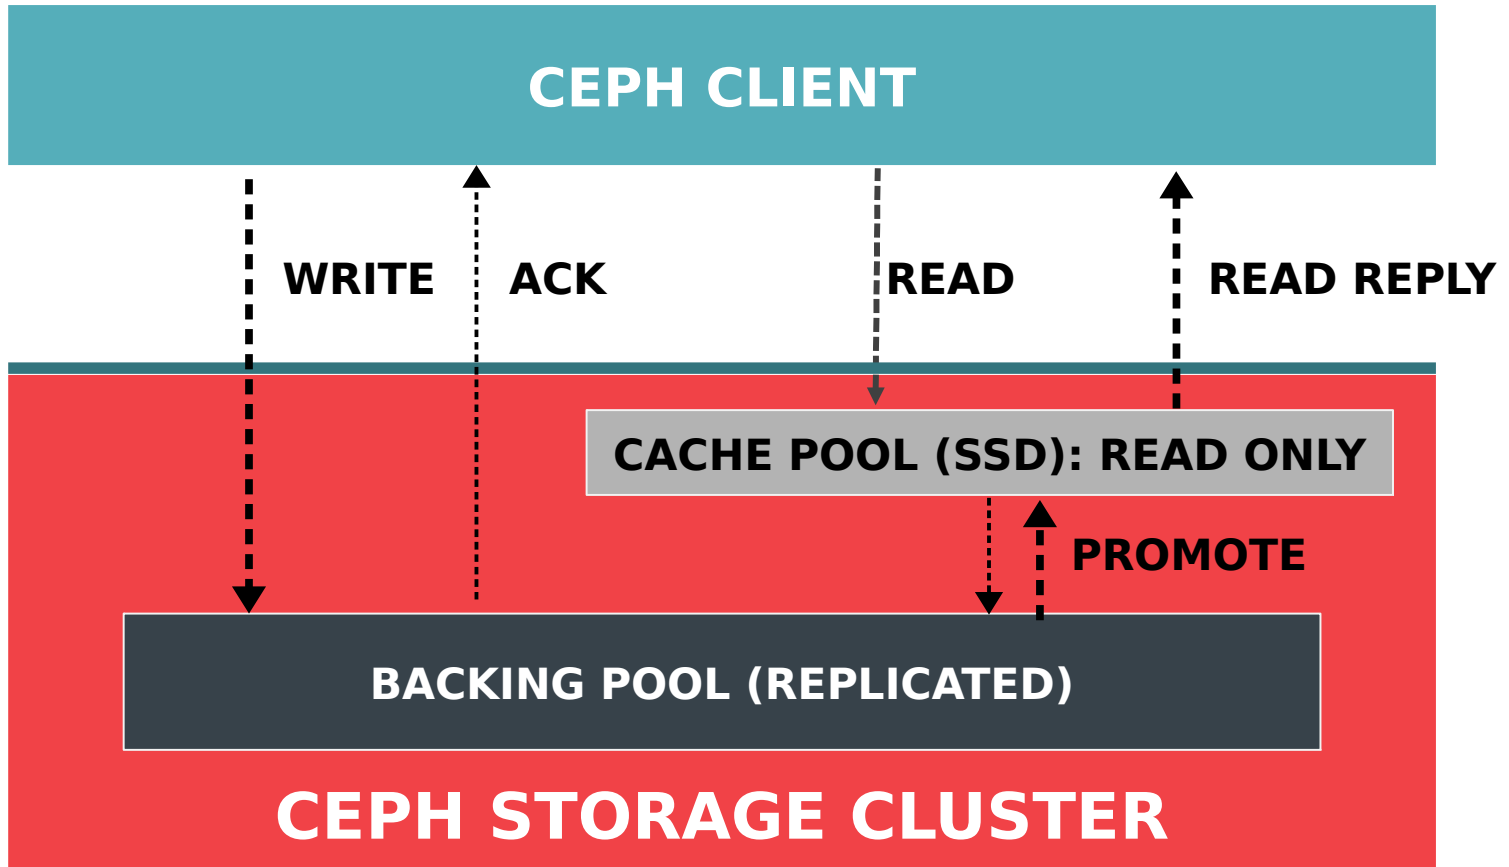 CEPH CLIENT
WRITE
ACK
READ
READ REPLY
CACHE POOL (SSD): READ ONLY
PROMOTE
BACKING POOL (REPLICATED)
CEPH STORAGE CLUSTER